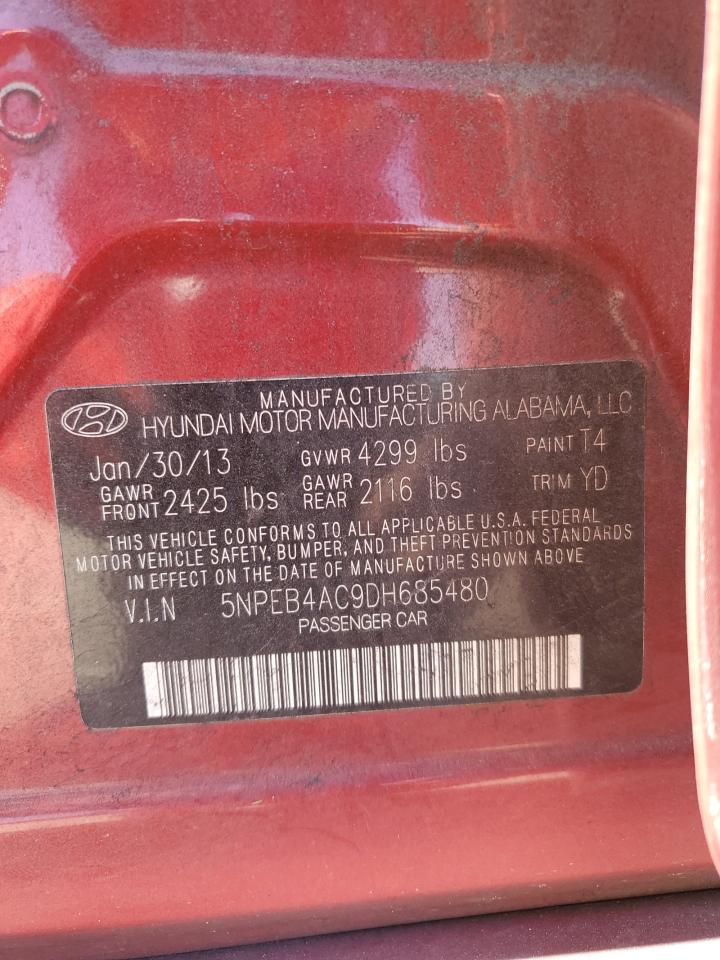 MANUFACTURED BY
HYUNDAI MOTOR MANUFACTURING ALABAMA, LLC
Jan/30/13 GVWR 4299 lbs PAINT T4
GAWR FRONT 2425 lbs GAWR REAR 2116 lbs TRIM YD
THIS VEHICLE CONFORMS TO ALL APPLICABLE U.S.A. FEDERAL
MOTOR VEHICLE SAFETY, BUMPER, AND THEFT PREVENTION STANDARDS
IN EFFECT ON THE DATE OF MANUFACTURE SHOWN ABOVE
V.I.N 5NPEB4AC9DH685480
PASSENGER CAR